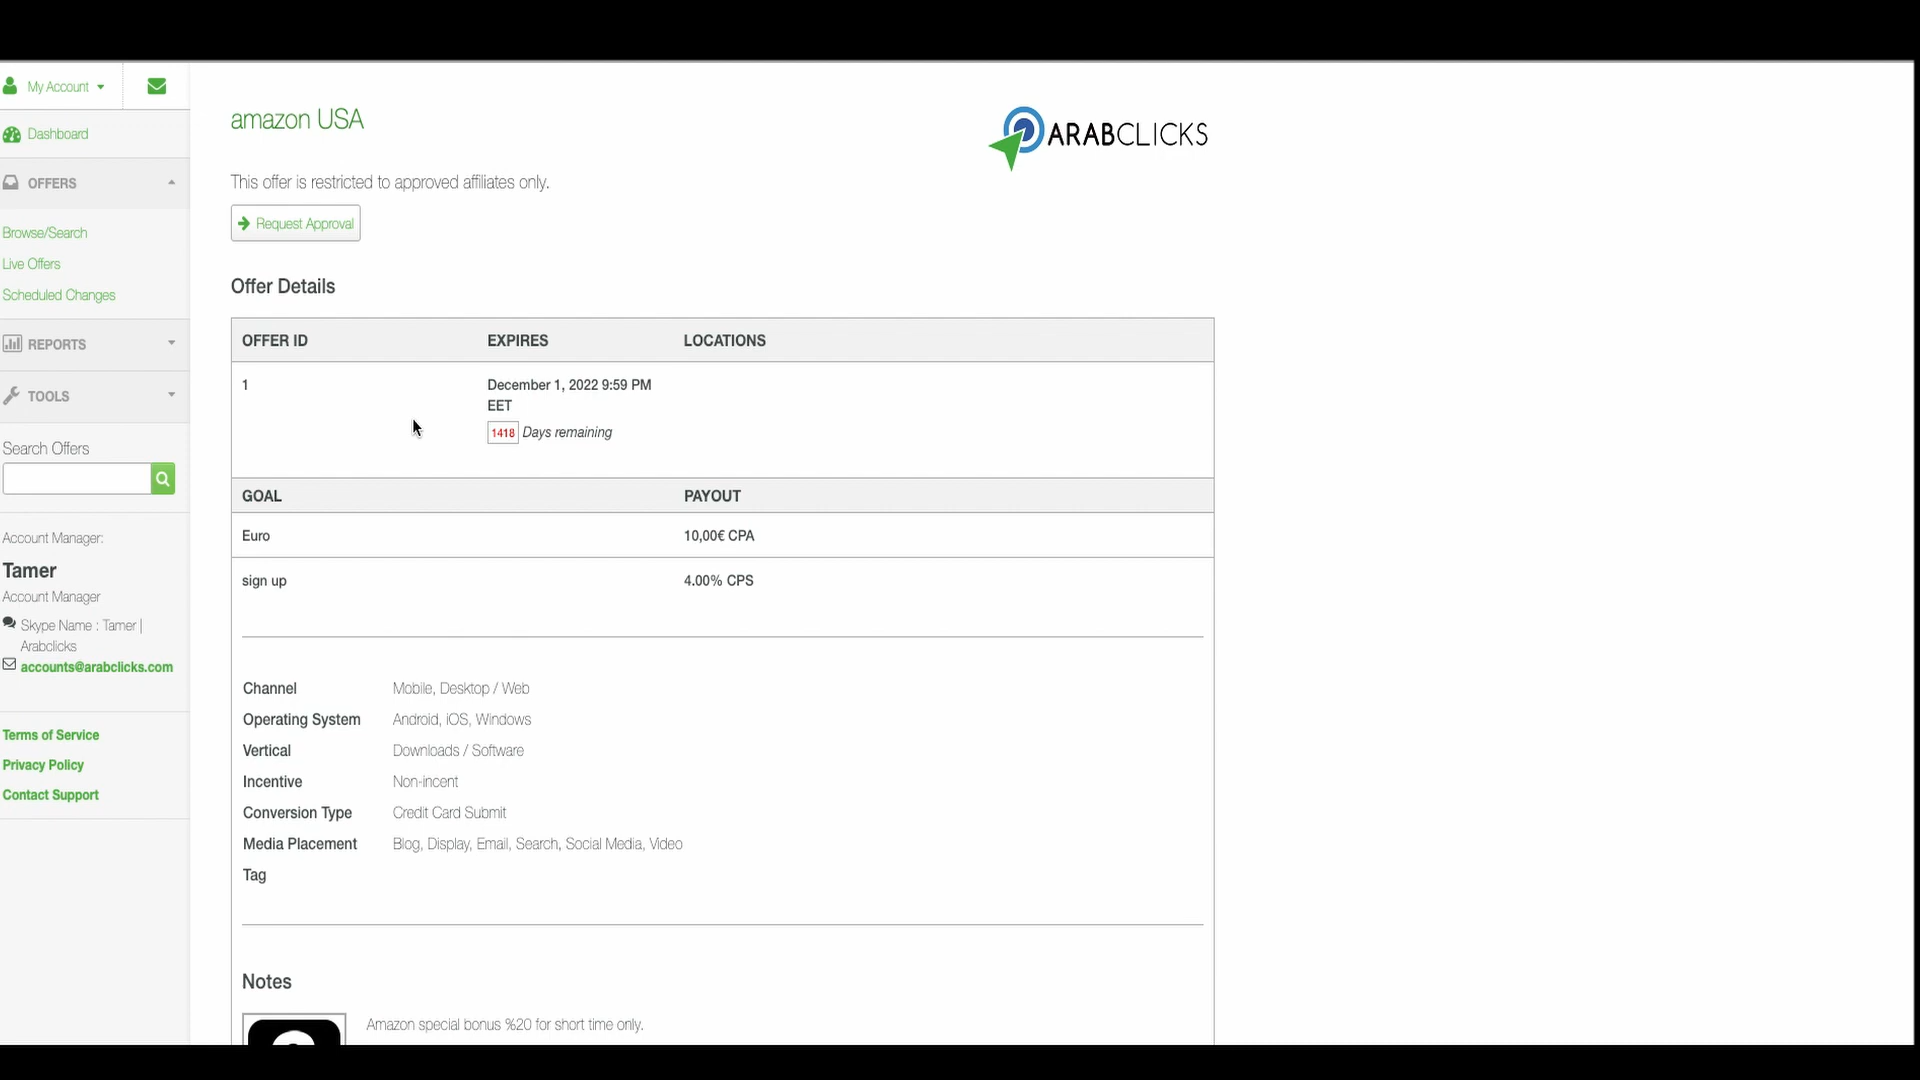 My Account
Dashboard
OFFERS
Browse/Search
Live Offers
Scheduled Changes
REPORTS
TOOLS
Search Offers
Account Manager:
Tamer
Account Manager
Skype Name : Tamer |
Arabclicks
accounts@arabclicks.com
Terms of Service
Privacy Policy
Contact Support
amazon USA
ARABCLICKS
This offer is restricted to approved affiliates only.
Request Approval
Offer Details
OFFER ID EXPIRES LOCATIONS
1 December 1, 2022 9:59 PM
EET
1418 Days remaining
GOAL PAYOUT
Euro 10,00€ CPA
sign up 4.00% CPS
Channel Mobile, Desktop / Web
Operating System Android, iOS, Windows
Vertical Downloads / Software
Incentive Non-incent
Conversion Type Credit Card Submit
Media Placement Blog, Display, Email, Search, Social Media, Video
Tag
Notes
Amazon special bonus %20 for short time only.